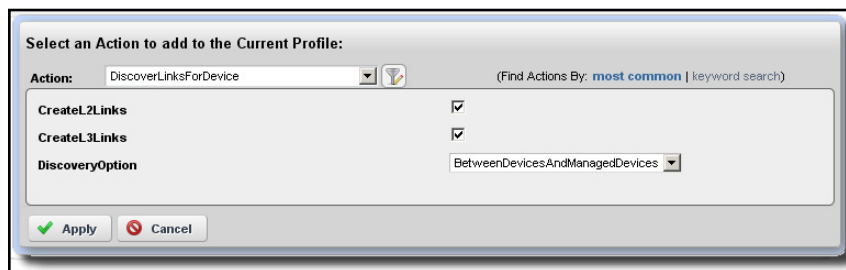 Select an Action to add to the Current Profile:
Action: DiscoverLinksForDevice (Find Actions By: most common | keyword search)
CreateL2Links
CreateL3Links
DiscoveryOption BetweenDevicesAndManagedDevices
Apply Cancel